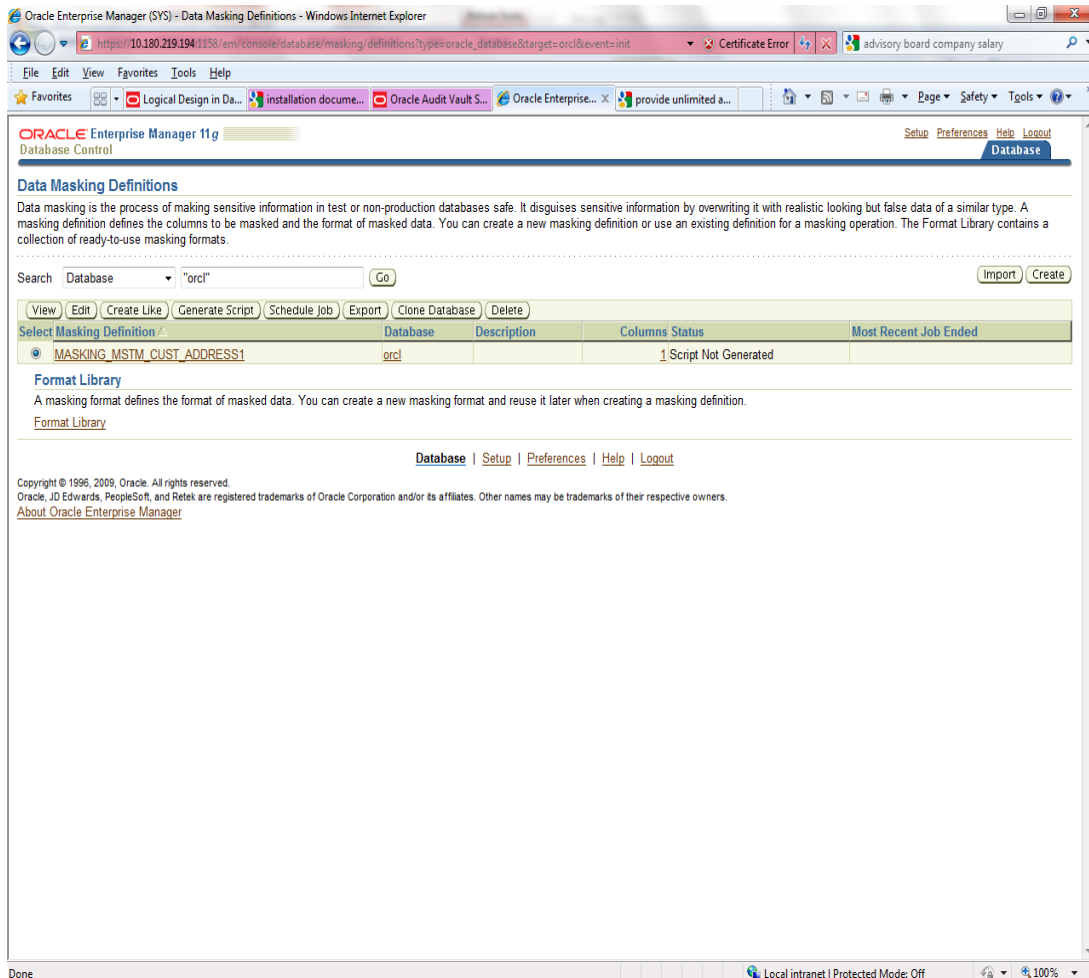 Oracle Enterprise Manager (SYS) - Data Masking Definitions - Windows Internet Explorer
https://10.180.219.194:1158/em/console/database/masking/definitions?type=oracle_database&target=orcl&event=init
Certificate Error
advisory board company salary
File Edit View Favorites Tools Help
Favorites
Logical Design in Da...
installation docume...
Oracle Audit Vault S...
Oracle Enterprise... X
provide unlimited a...
Page Safety Tools
ORACLE Enterprise Manager 11g
Database Control
Setup Preferences Help Logout
Database
Data Masking Definitions
Data masking is the process of making sensitive information in test or non-production databases safe. It disguises sensitive information by overwriting it with realistic looking but false data of a similar type. A
masking definition defines the columns to be masked and the format of masked data. You can create a new masking definition or use an existing definition for a masking operation. The Format Library contains a
collection of ready-to-use masking formats.
Search Database "orcl" Go
Import Create
View Edit Create Like Generate Script Schedule Job Export Clone Database Delete
Select Masking Definition Database Description Columns Status Most Recent Job Ended
MASKING_MSTM_CUST_ADDRESS1 orcl 1 Script Not Generated
Format Library
A masking format defines the format of masked data. You can create a new masking format and reuse it later when creating a masking definition.
Format Library
Database | Setup | Preferences | Help | Logout
Copyright © 1996, 2009, Oracle. All rights reserved.
Oracle, JD Edwards, PeopleSoft, and Retek are registered trademarks of Oracle Corporation and/or its affiliates. Other names may be trademarks of their respective owners.
About Oracle Enterprise Manager
Done
Local intranet | Protected Mode: Off
100%